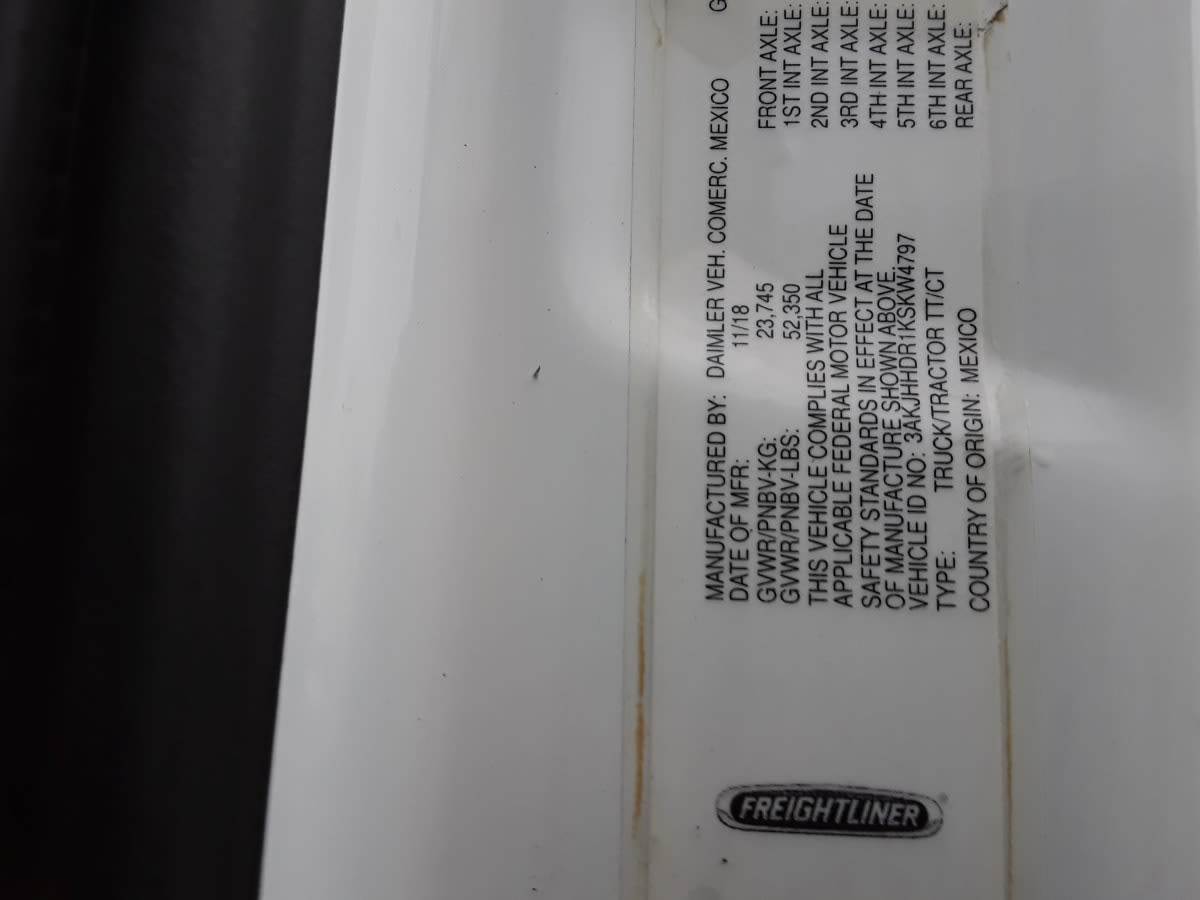 FREIGHTLINER
MANUFACTURED BY: DAIMLER VEH. COMERC. MEXICO
DATE OF MFR: 11/18
GVWR/PNBV-KG: 23,745
GVWR/PNBV-LBS: 52,350
THIS VEHICLE COMPLIES WITH ALL
APPLICABLE FEDERAL MOTOR VEHICLE
SAFETY STANDARDS IN EFFECT AT THE DATE
OF MANUFACTURE SHOWN ABOVE.
VEHICLE ID NO: 3AKJHHDR1KSKW4797
TYPE: TRUCK/TRACTOR TT/CT
COUNTRY OF ORIGIN: MEXICO
G
FRONT AXLE:
1ST INT AXLE:
2ND INT AXLE:
3RD INT AXLE:
4TH INT AXLE:
5TH INT AXLE:
6TH INT AXLE:
REAR AXLE: